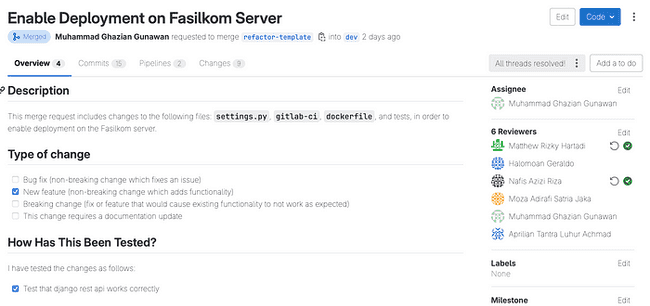 Enable Deployment on Fasilkom Server
Edit
Code
Merged Muhammad Ghazian Gunawan requested to merge refactor-template into dev 2 days ago
Overview 4 Commits 15 Pipelines 2 Changes 9
All threads resolved!
Add a to do
Description
This merge request includes changes to the following files: settings.py, gitlab-ci, dockerfile, and tests, in order to
enable deployment on the Fasilkom server.
Type of change
Bug fix (non-breaking change which fixes an issue)
New feature (non-breaking change which adds functionality)
Breaking change (fix or feature that would cause existing functionality to not work as expected)
This change requires a documentation update
How Has This Been Tested?
I have tested the changes as follows:
Test that django rest api works correctly
Assignee Edit
Muhammad Ghazian Gunawan
6 Reviewers Edit
Matthew Rizky Hartadi
Halomoan Geraldo
Nafis Azizi Riza
Moza Adirafi Satria Jaka
Muhammad Ghazian Gunawan
Aprilian Tantra Luhur Achmad
Labels Edit
None
Milestone Edit